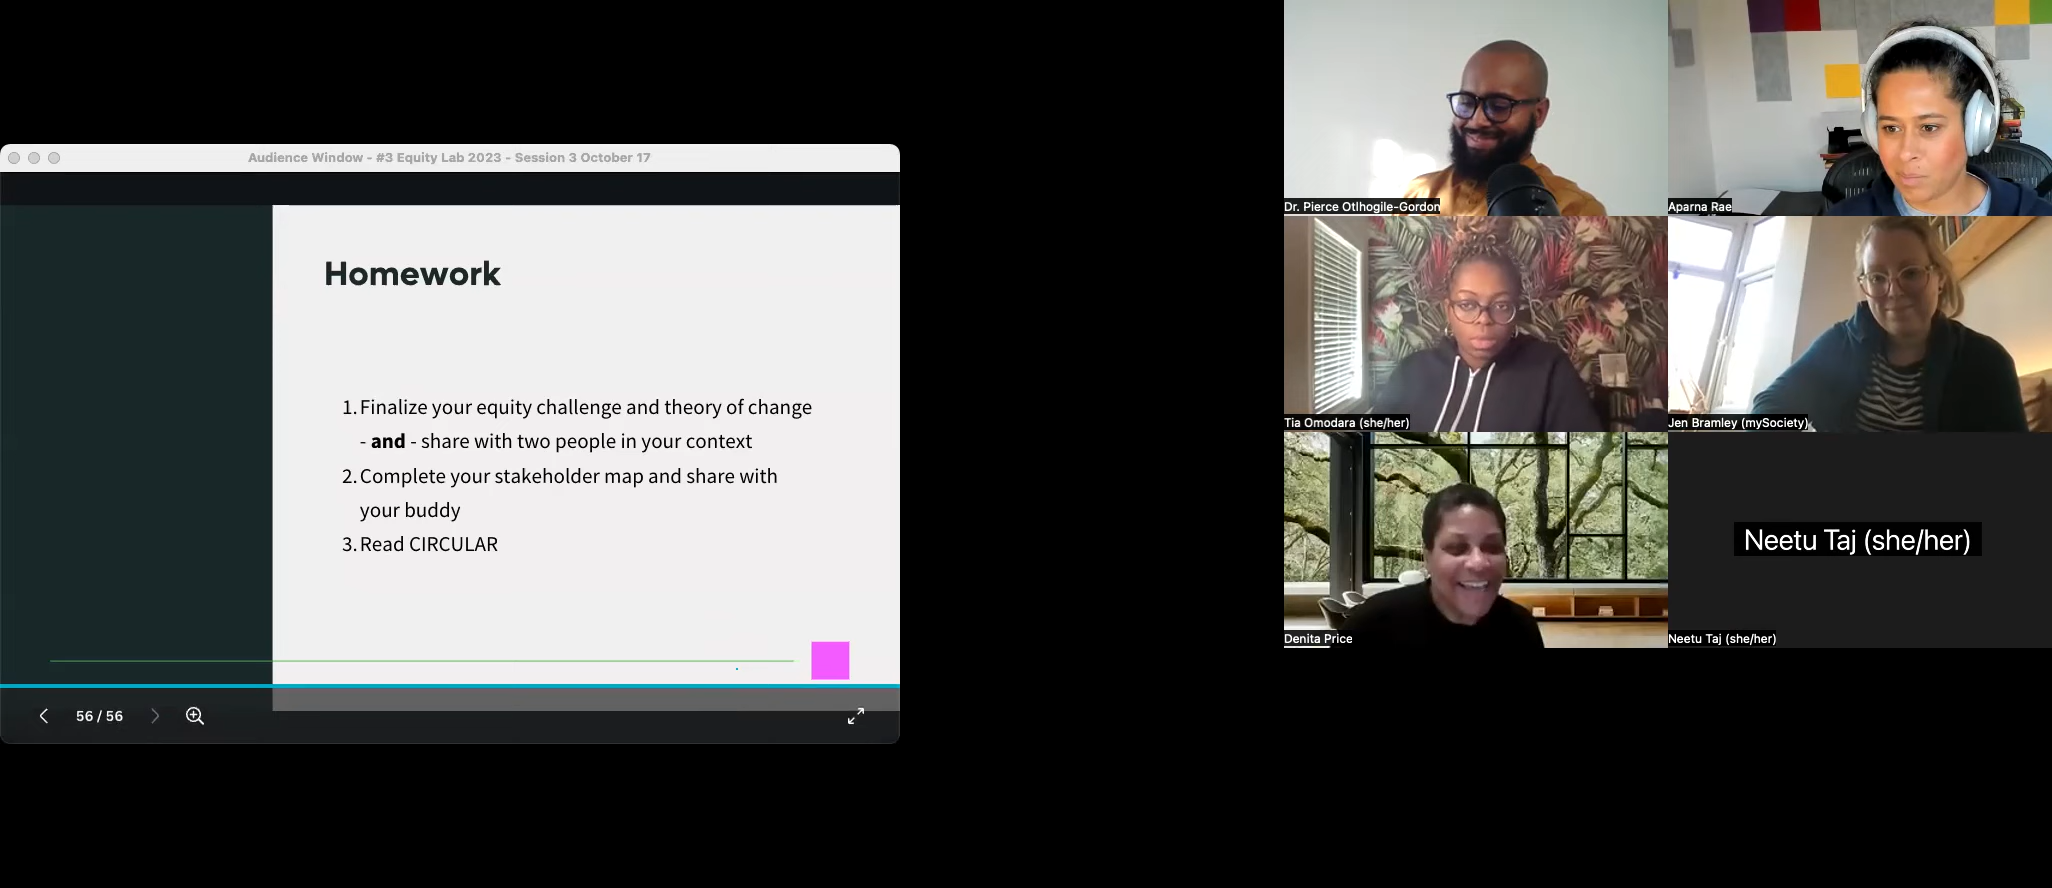 Audience Window - #3 Equity Lab 2023 - Session 3 October 17
Homework
1. Finalize your equity challenge and theory of change
- and - share with two people in your context
2. Complete your stakeholder map and share with
your buddy
3. Read CIRCULAR
56 / 56
Dr. Pierce Otlhogile-Gordon
Aparna Rae
Tia Omodara (she/her)
Jen Bramley (mySociety)
Denita Price
Neetu Taj (she/her)
Neetu Taj (she/her)